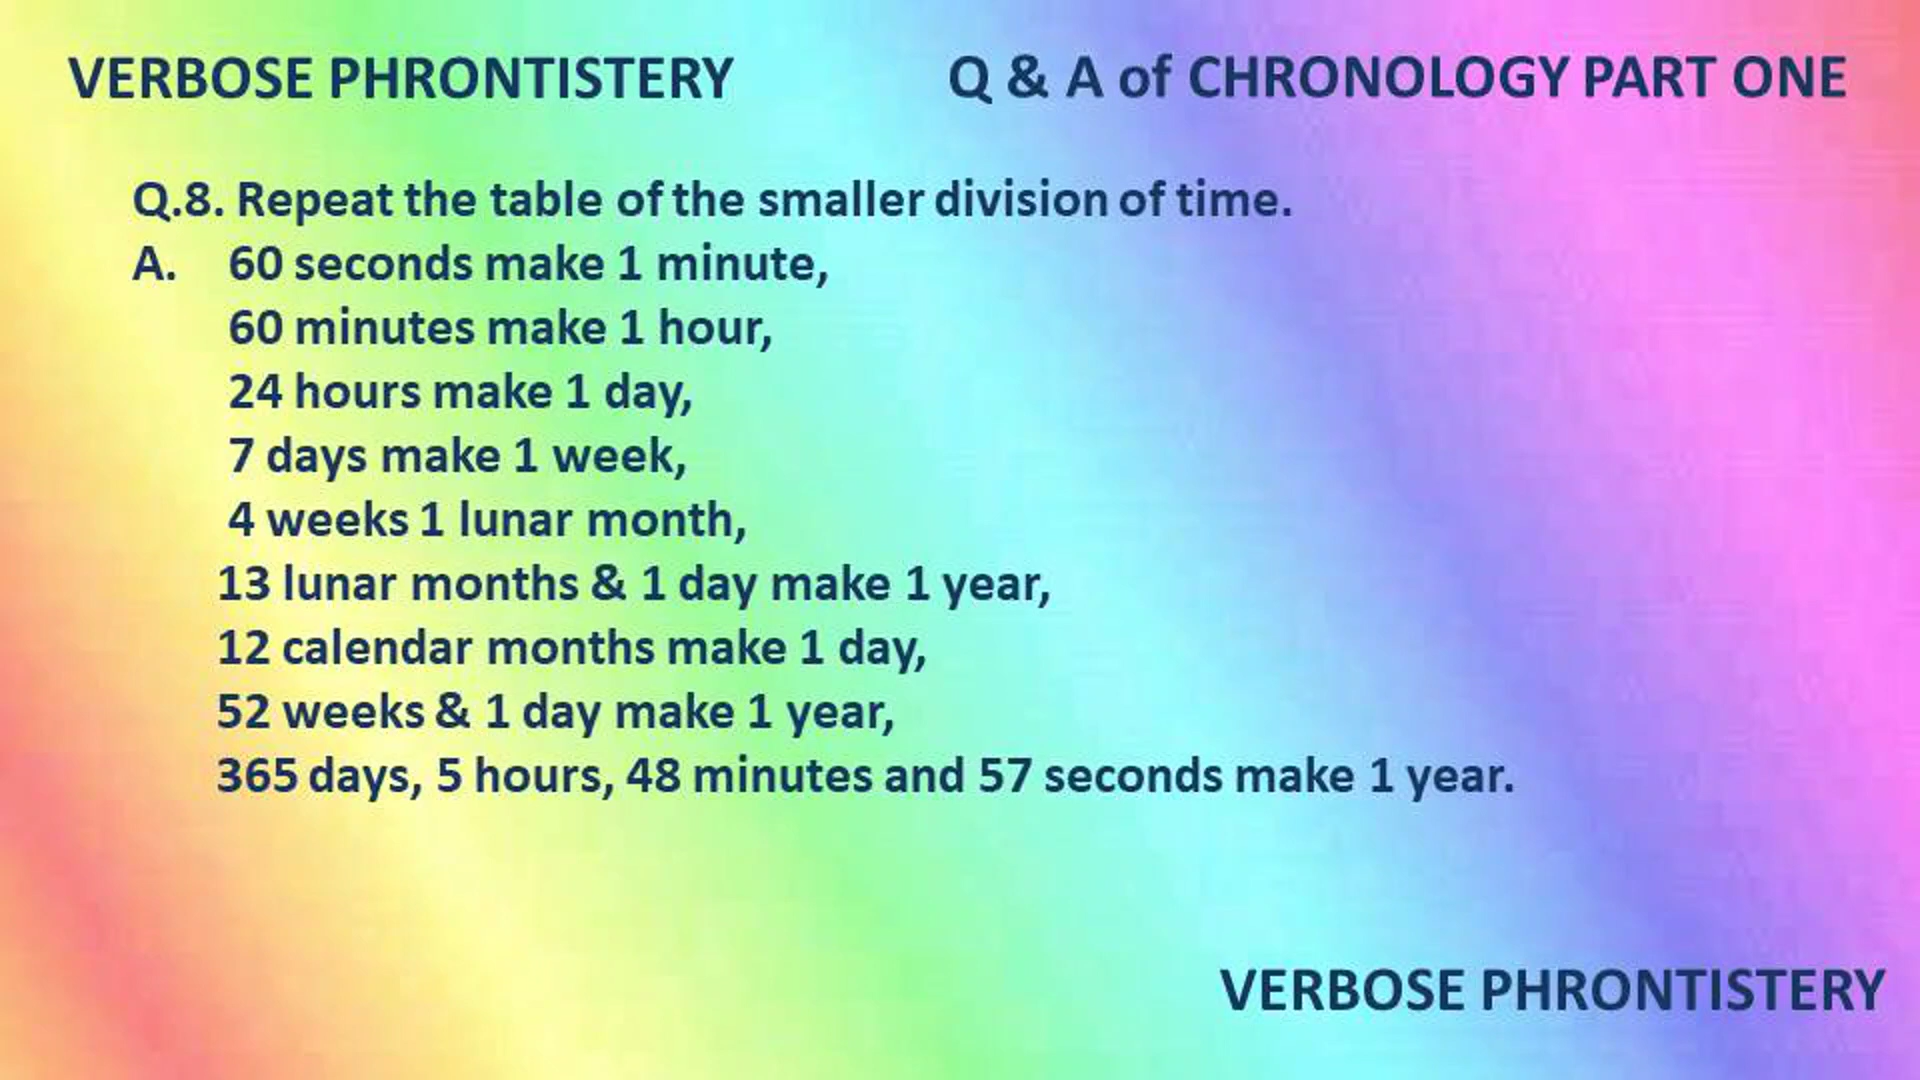 VERBOSE PHRONTISTERY
Q & A of CHRONOLOGY PART ONE
Q.8. Repeat the table of the smaller division of time.
A. 60 seconds make 1 minute,
60 minutes make 1 hour,
24 hours make 1 day,
7 days make 1 week,
4 weeks 1 lunar month,
13 lunar months & 1 day make 1 year,
12 calendar months make 1 day,
52 weeks & 1 day make 1 year,
365 days, 5 hours, 48 minutes and 57 seconds make 1 year.
VERBOSE PHRONTISTERY